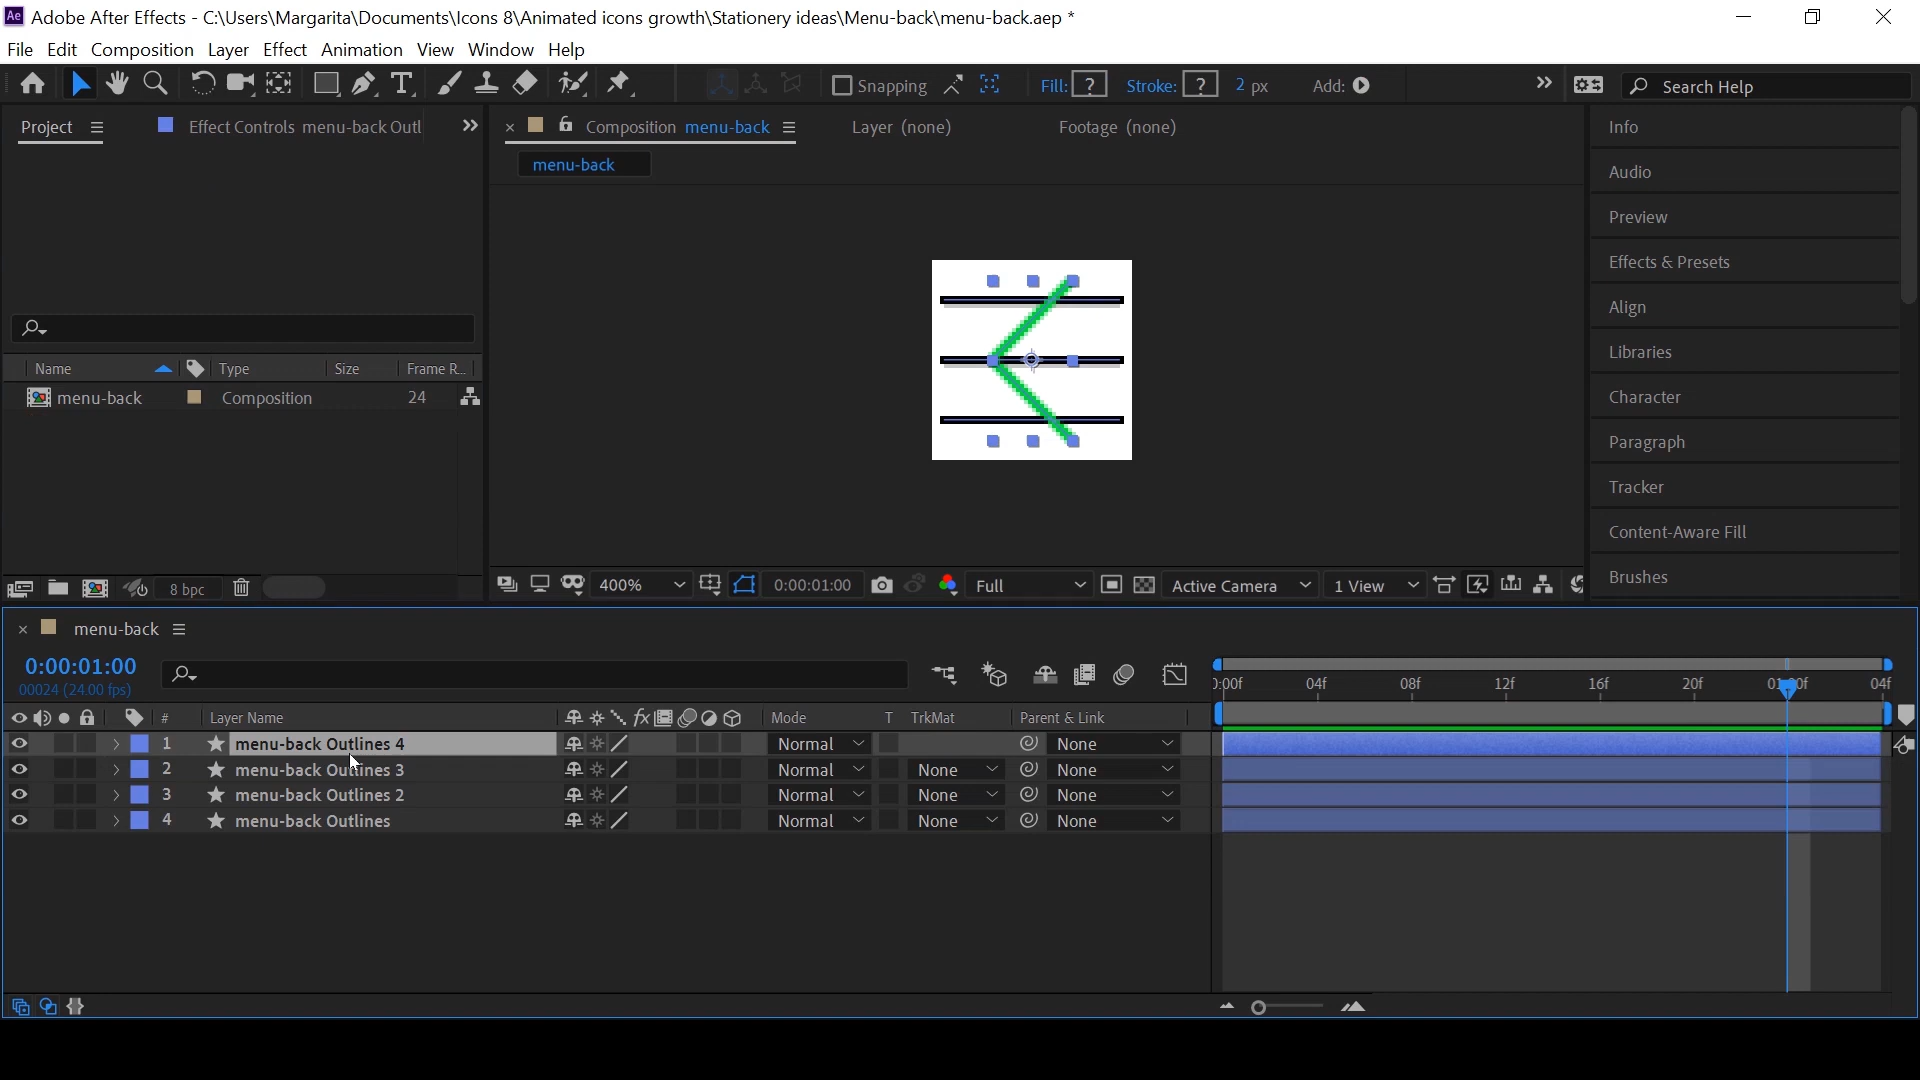 Ae Adobe After Effects - C:\Users\Margarita\Documents\Icons 8\Animated icons growth\Stationery ideas\Menu-back\menu-back.aep *
File Edit Composition Layer Effect Animation View Window Help
Snapping Fill: ? Stroke: ? 2 px Add: Search Help
Project Effect Controls menu-back Outl
Composition menu-back Layer (none) Footage (none)
menu-back
Info
Audio
Preview
Effects & Presets
Align
Libraries
Character
Paragraph
Tracker
Content-Aware Fill
Brushes
Name Type Size Frame R...
menu-back Composition 24
8 bpc
400% 0:00:01:00 Full Active Camera 1 View
menu-back
0:00:01:00
00024 (24.00 fps)
0:00f 04f 08f 12f 16f 20f 01:00f 04f
# Layer Name fx Mode T TrkMat Parent & Link
1 menu-back Outlines 4 Normal None
2 menu-back Outlines 3 Normal None None
3 menu-back Outlines 2 Normal None None
4 menu-back Outlines Normal None None